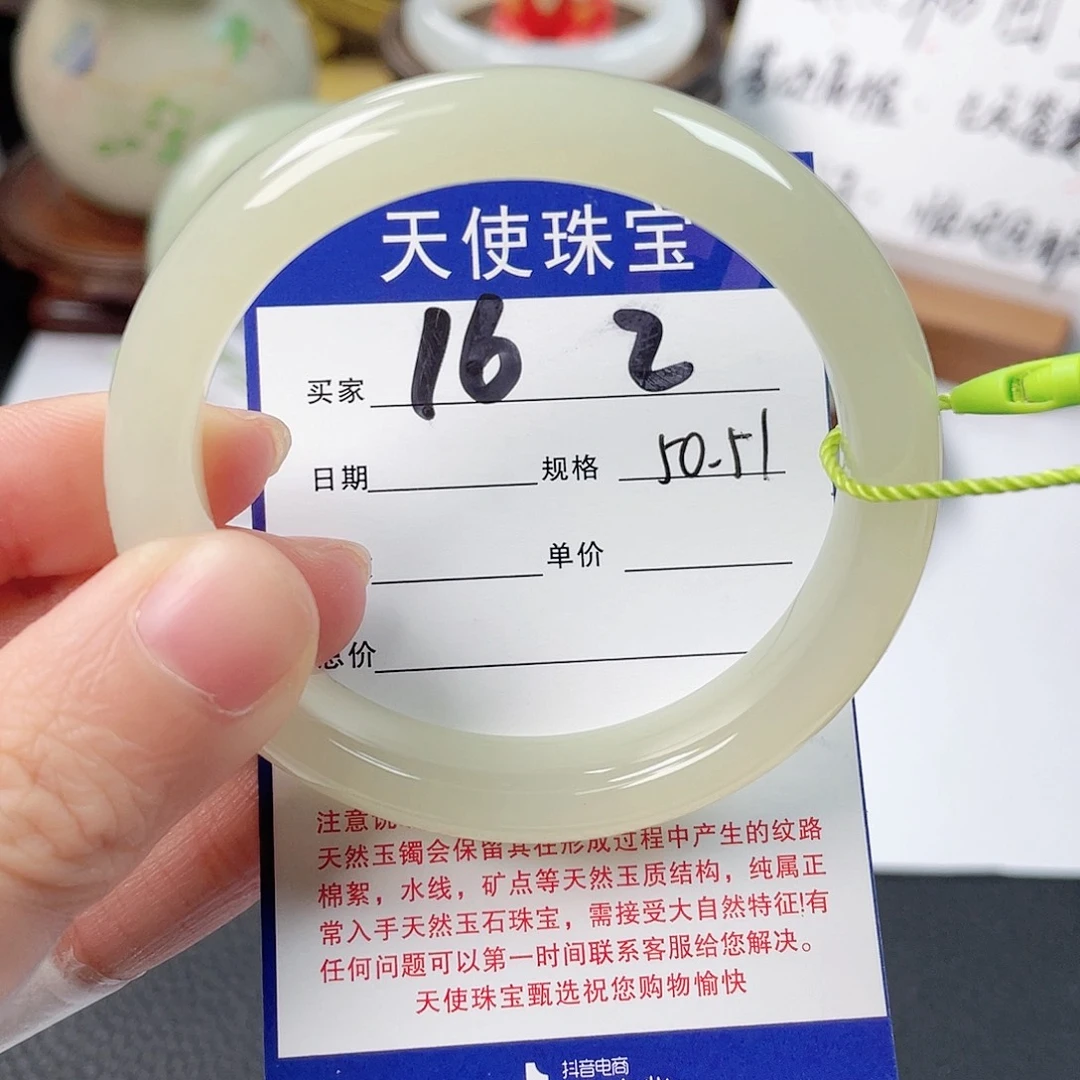 天使珠宝
买家 16 2
日期 规格 50-51
单价
总价
注意
天然玉镯会保留其在形成过程中产生的纹路
棉絮，水线，矿点等天然玉质结构，纯属正
常入手天然玉石珠宝，需接受大自然特征!有
任何问题可以第一时间联系客服给您解决。
天使珠宝甄选祝您购物愉快
抖音电商